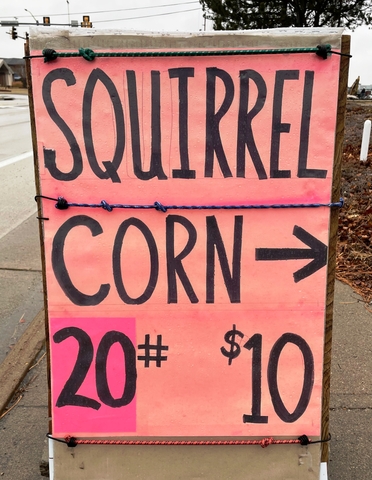 SQUIRREL
CORN →
20# $10